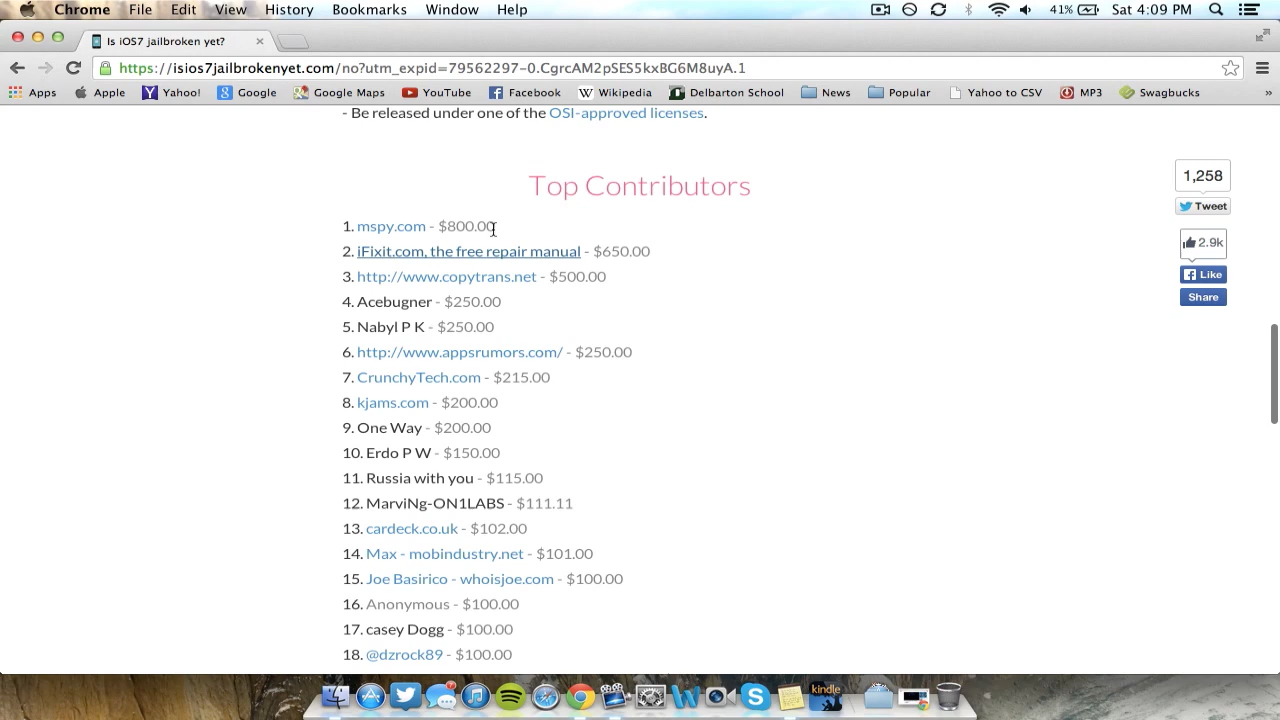 Chrome File Edit View History Bookmarks Window Help 41% Sat 4:09 PM
Is iOS7 jailbroken yet?
https://isios7jailbrokenyet.com/no?utm_expid=79562297-0.CgrcAM2pSES5kxBG6M8uyA.1
Apps Apple Yahoo! Google Google Maps YouTube Facebook Wikipedia Delbarton School News Popular Yahoo to CSV MP3 Swagbucks »
- Be released under one of the OSI-approved licenses.
Top Contributors
1,258
Tweet
2.9k
Like
Share
1. mspy.com - $800.00
2. iFixit.com, the free repair manual - $650.00
3. http://www.copytrans.net - $500.00
4. Acebugner - $250.00
5. Nabyl P K - $250.00
6. http://www.appsrumors.com/ - $250.00
7. CrunchyTech.com - $215.00
8. kjams.com - $200.00
9. One Way - $200.00
10. Erdo P W - $150.00
11. Russia with you - $115.00
12. MarviNg-ON1LABS - $111.11
13. cardeck.co.uk - $102.00
14. Max - mobindustry.net - $101.00
15. Joe Basirico - whoisjoe.com - $100.00
16. Anonymous - $100.00
17. casey Dogg - $100.00
18. @dzrock89 - $100.00
kindle